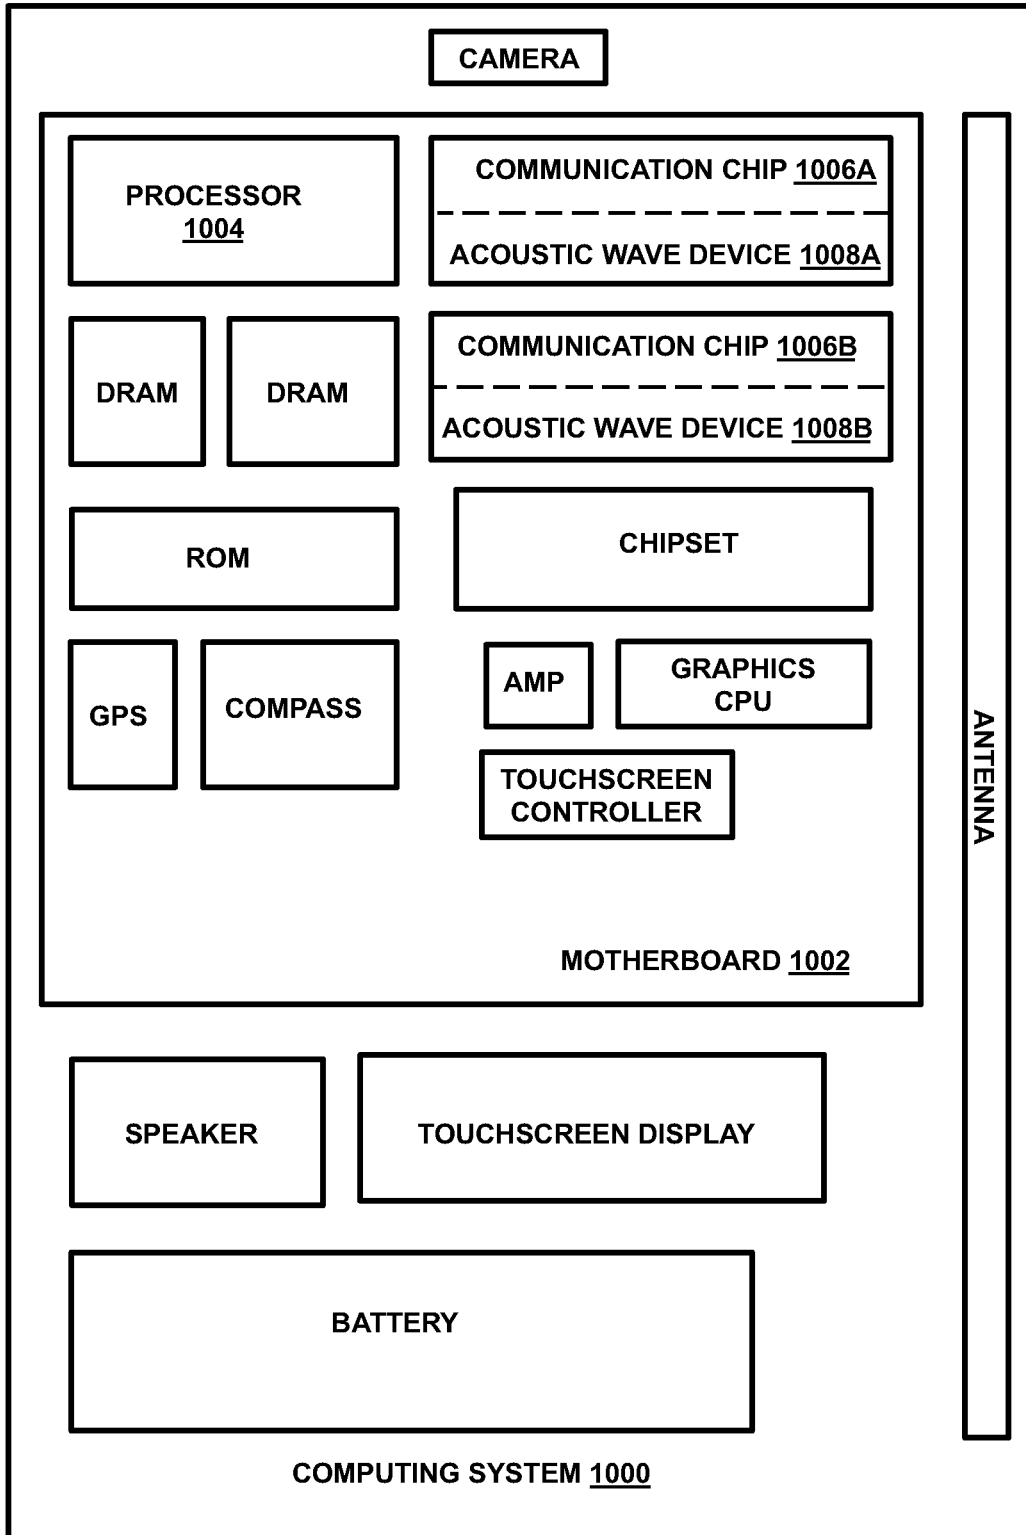 CAMERA
PROCESSOR
1004
COMMUNICATION CHIP 1006A
ACOUSTIC WAVE DEVICE 1008A
DRAM
DRAM
COMMUNICATION CHIP 1006B
ACOUSTIC WAVE DEVICE 1008B
ROM
CHIPSET
GPS
COMPASS
AMP
GRAPHICS
CPU
TOUCHSCREEN
CONTROLLER
MOTHERBOARD 1002
ANTENNA
SPEAKER
TOUCHSCREEN DISPLAY
BATTERY
COMPUTING SYSTEM 1000